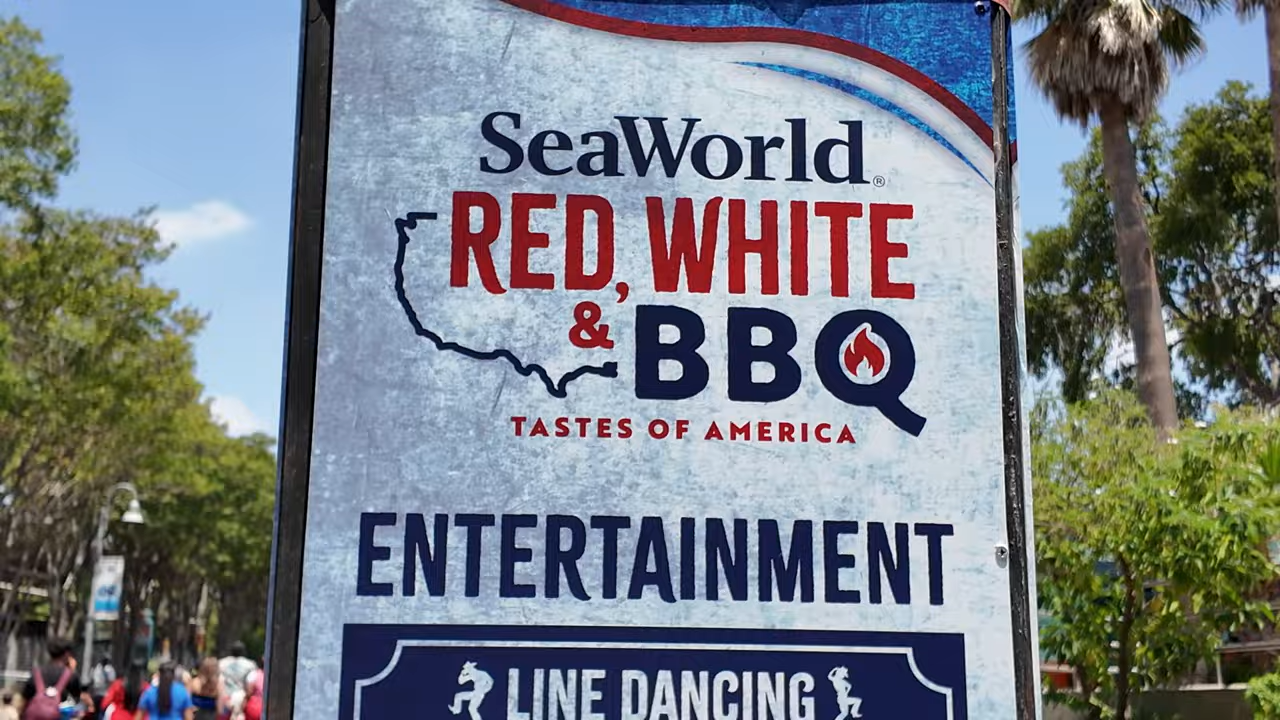 SeaWorld®
RED, WHITE
& BBQ
TASTES OF AMERICA
ENTERTAINMENT
LINE DANCING